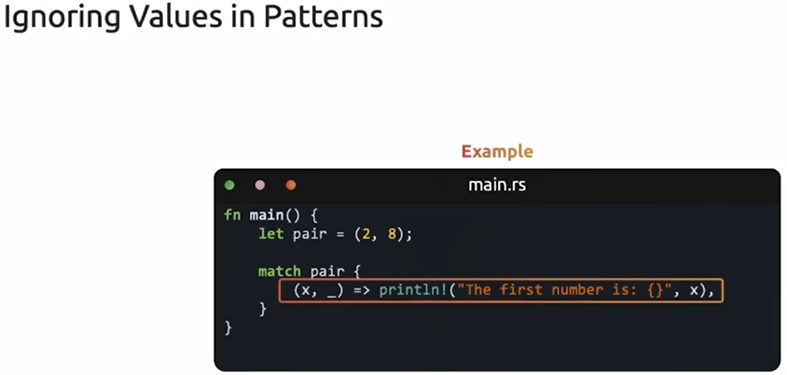 Ignoring Values in Patterns
Example
main.rs
fn main() {
    let pair = (2, 8);
    match pair {
        (x, _) => println!("The first number is: {}", x),
    }
}